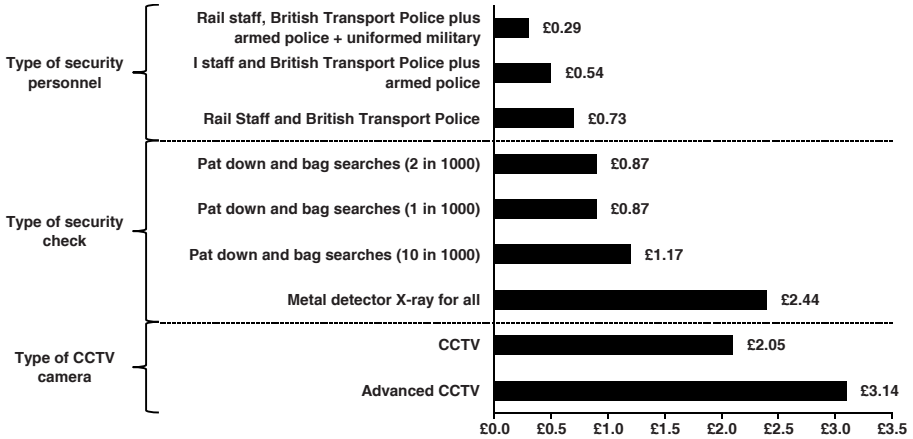 Type of security
personnel
Rail staff, British Transport Police plus
armed police + uniformed military
£0.29
I staff and British Transport Police plus
armed police
£0.54
Rail Staff and British Transport Police
£0.73
Type of security
check
Pat down and bag searches (2 in 1000)
£0.87
Pat down and bag searches (1 in 1000)
£0.87
Pat down and bag searches (10 in 1000)
£1.17
Metal detector X-ray for all
£2.44
Type of CCTV
camera
CCTV
£2.05
Advanced CCTV
£3.14
£0.0 £0.5 £1.0 £1.5 £2.0 £2.5 £3.0 £3.5